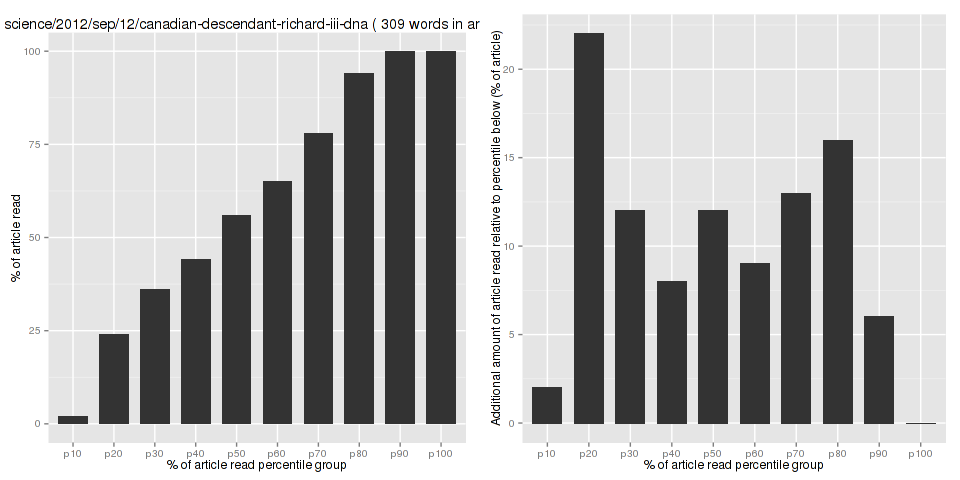 science/2012/sep/12/canadian-descendant-richard-iii-dna ( 309 words in ar
% of article read
100
75
50
25
0
p10 p20 p30 p40 p50 p60 p70 p80 p90 p100
% of article read percentile group
Additional amount of article read relative to percentile below (% of article)
20
15
10
5
0
p10 p20 p30 p40 p50 p60 p70 p80 p90 p100
% of article read percentile group